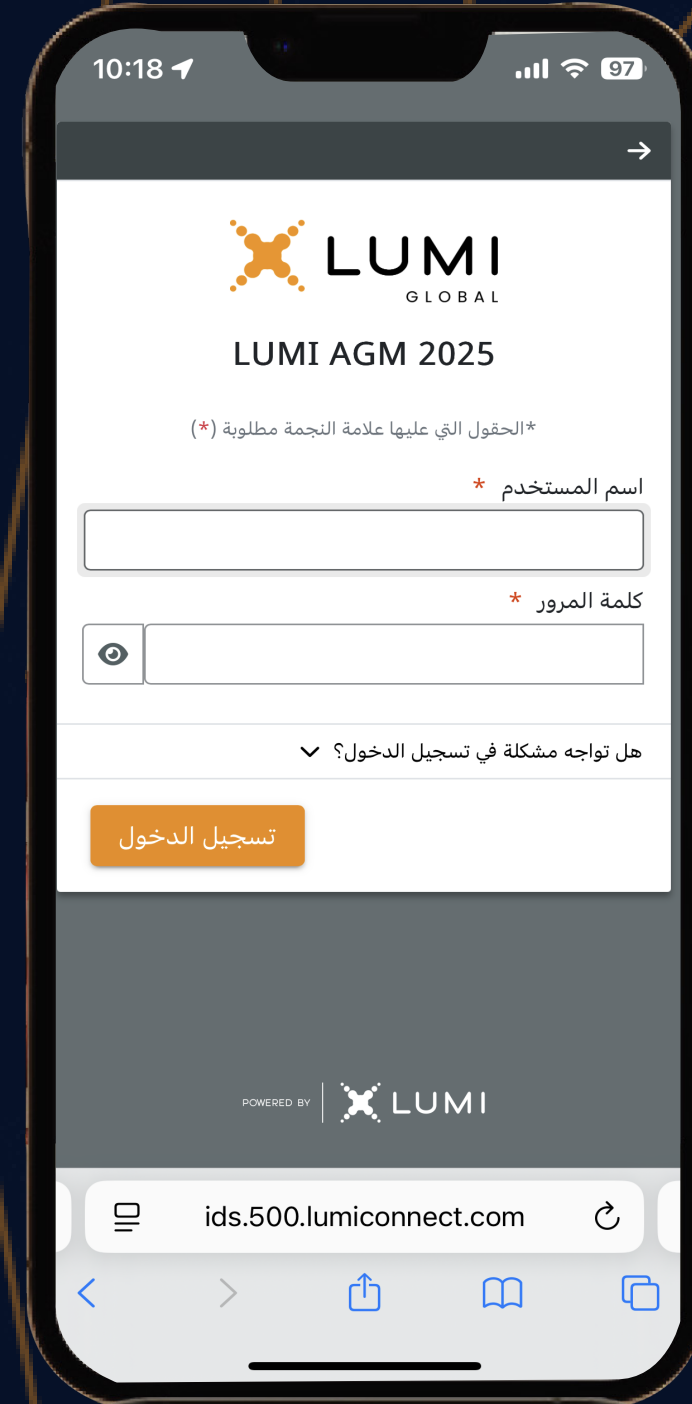 10:18
97
LUMI
GLOBAL
LUMI AGM 2025
*الحقول التي عليها علامة النجمة مطلوبة (*)
اسم المستخدم *
كلمة المرور *
هل تواجه مشكلة في تسجيل الدخول؟
تسجيل الدخول
POWERED BY LUMI
ids.500.lumiconnect.com